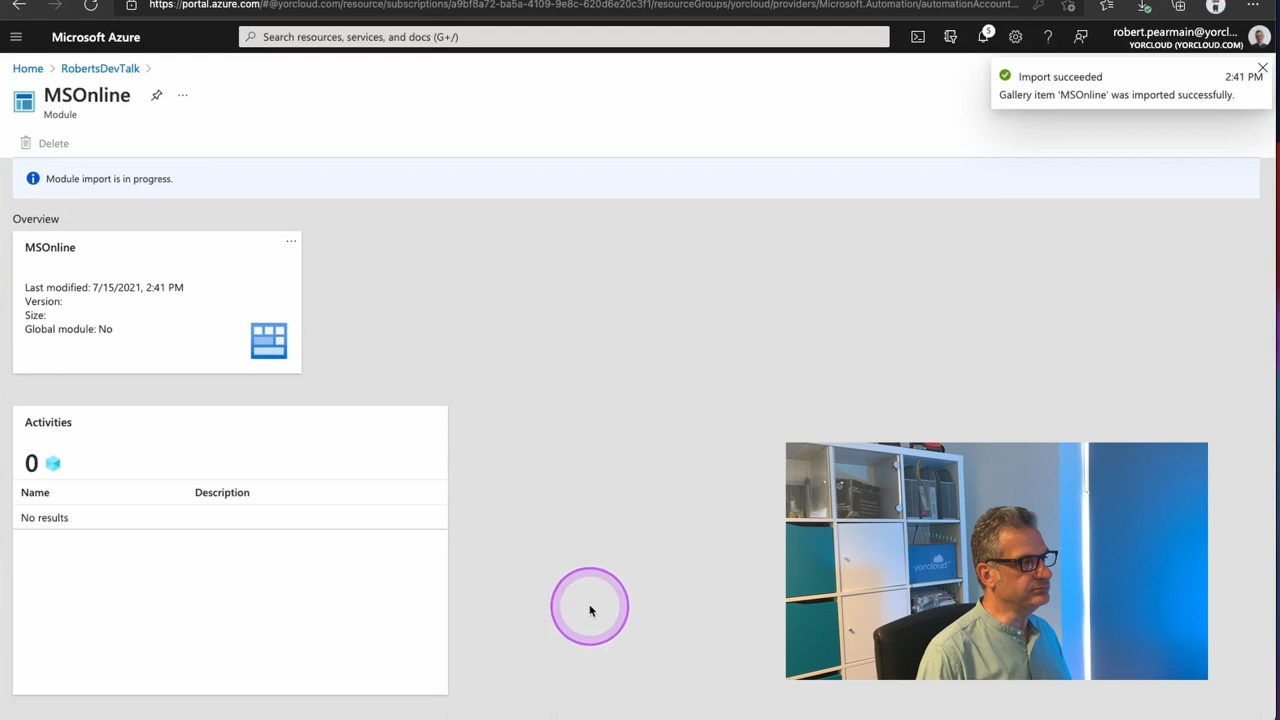 https://portal.azure.com/#@yorcloud.com/resource/subscriptions/a9bf8a72-ba5a-4109-9e8c-620d6e20c3f1/resourceGroups/yorcloud/providers/Microsoft.Automation/automationAccount...
Microsoft Azure
Search resources, services, and docs (G+/)
5
robert.pearmain@yorcl...
YORCLOUD (YORCLOUD.COM)
Home > RobertsDevTalk >
MSOnline
...
Module
Import succeeded
2:41 PM
Gallery item 'MSOnline' was imported successfully.
Delete
Module import is in progress.
Overview
MSOnline
...
Last modified: 7/15/2021, 2:41 PM
Version:
Size:
Global module: No
Activities
0
Name
Description
No results
yorcloud